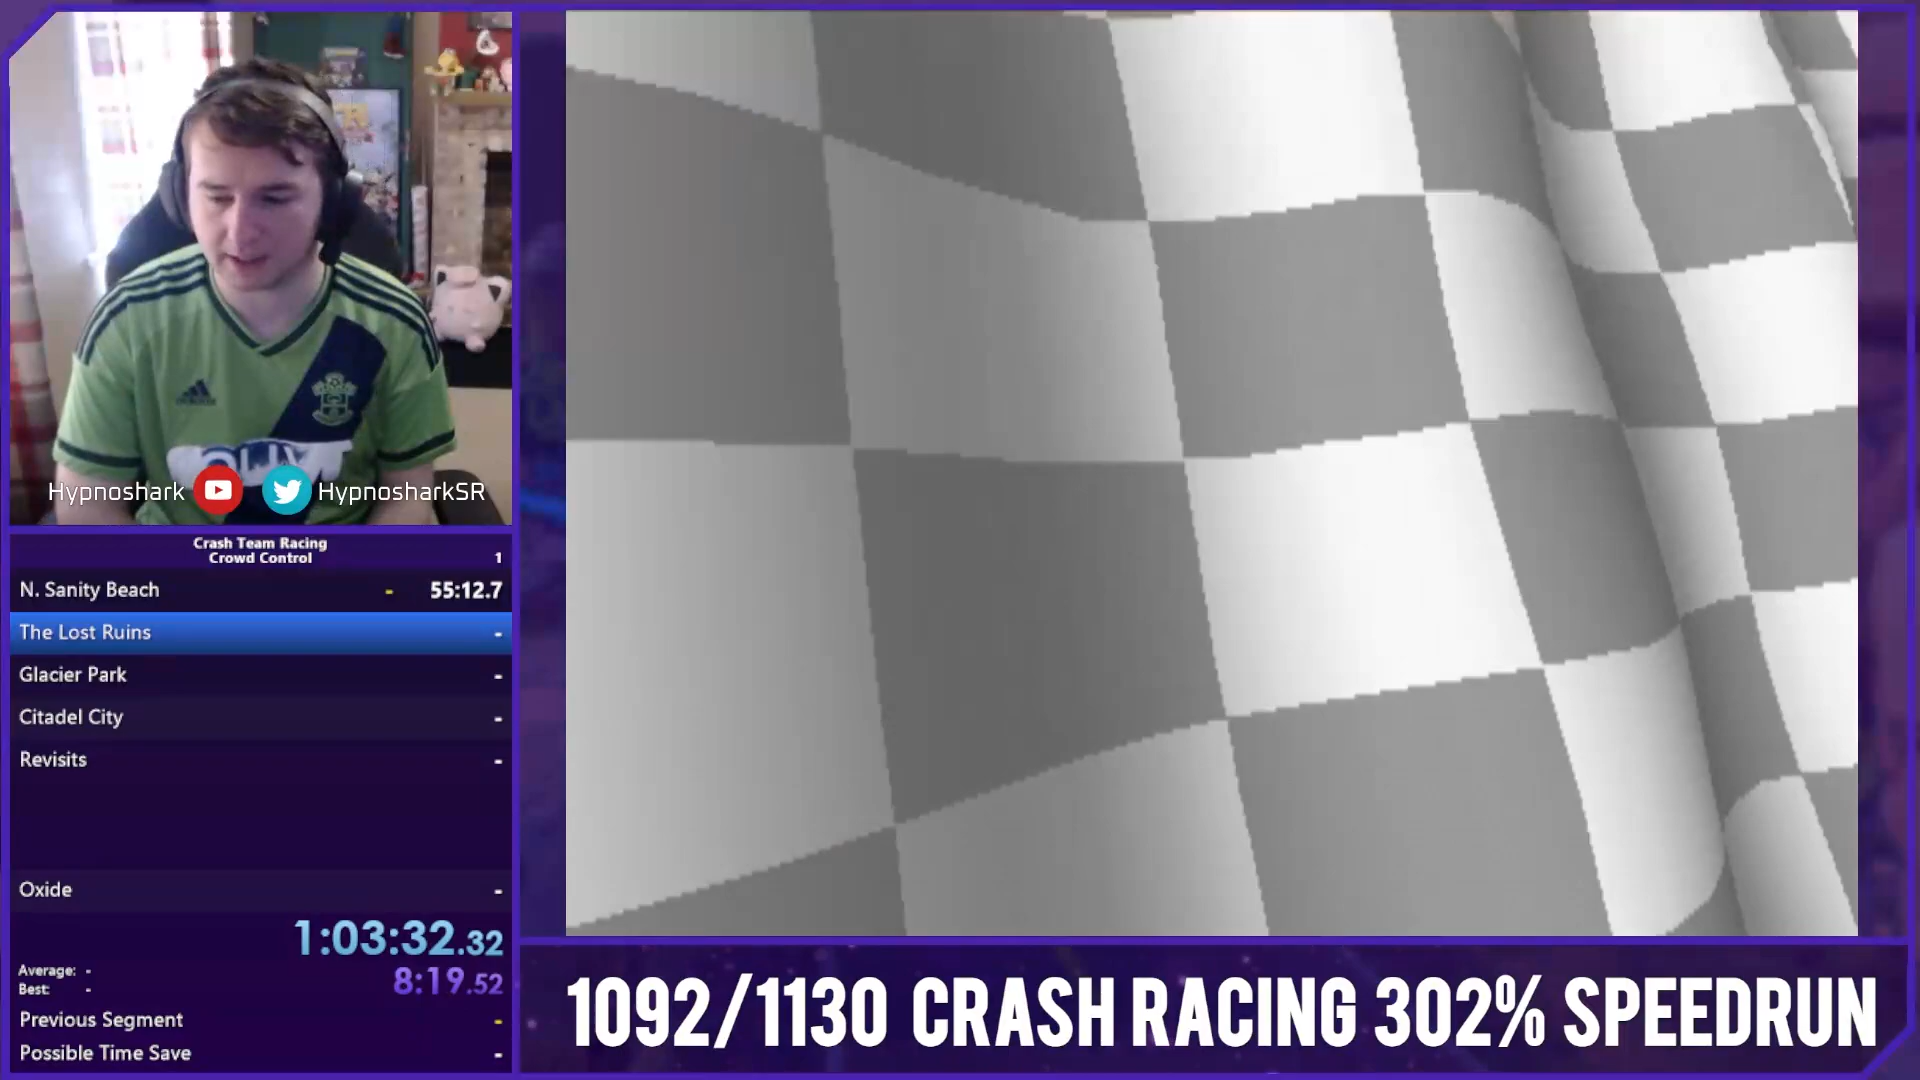 Hypnoshark
HypnosharkSR
Crash Team Racing
Crowd Control
1
N. Sanity Beach - 55:12.7
The Lost Ruins -
Glacier Park -
Citadel City -
Revisits -
Oxide -
1:03:32.32
Average: -
Best: -
8:19.52
Previous Segment -
Possible Time Save -
1092/1130 CRASH RACING 302% SPEEDRUN